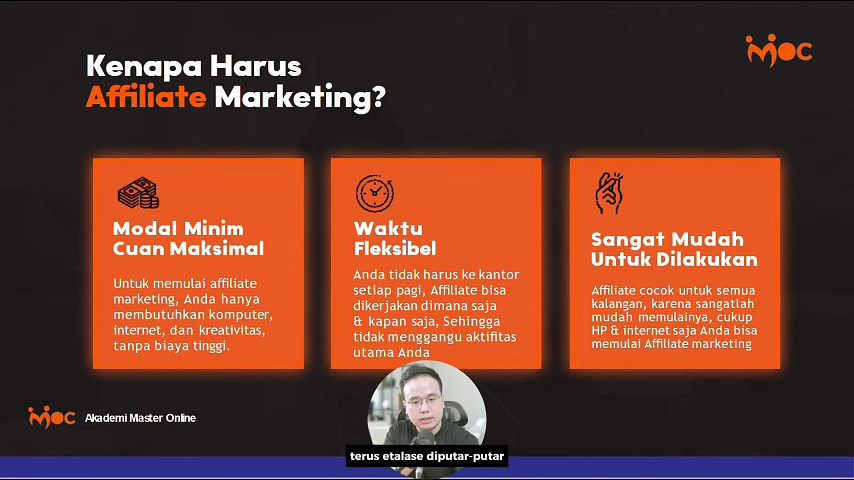 Kenapa Harus
Affiliate Marketing?
MOC
Modal Minim
Cuan Maksimal
Untuk memulai affiliate
marketing, Anda hanya
membutuhkan komputer,
internet, dan kreativitas,
tanpa biaya tinggi.
Waktu
Fleksibel
Anda tidak harus ke kantor
setiap pagi, Affiliate bisa
dikerjakan dimana saja
& kapan saja, Sehingga
tidak menggangu aktifitas
utama Anda
Sangat Mudah
Untuk Dilakukan
Affiliate cocok untuk semua
kalangan, karena sangatlah
mudah memulainya, cukup
HP & internet saja Anda bisa
memulai Affiliate marketing
MOC Akademi Master Online
terus etalase diputar-putar